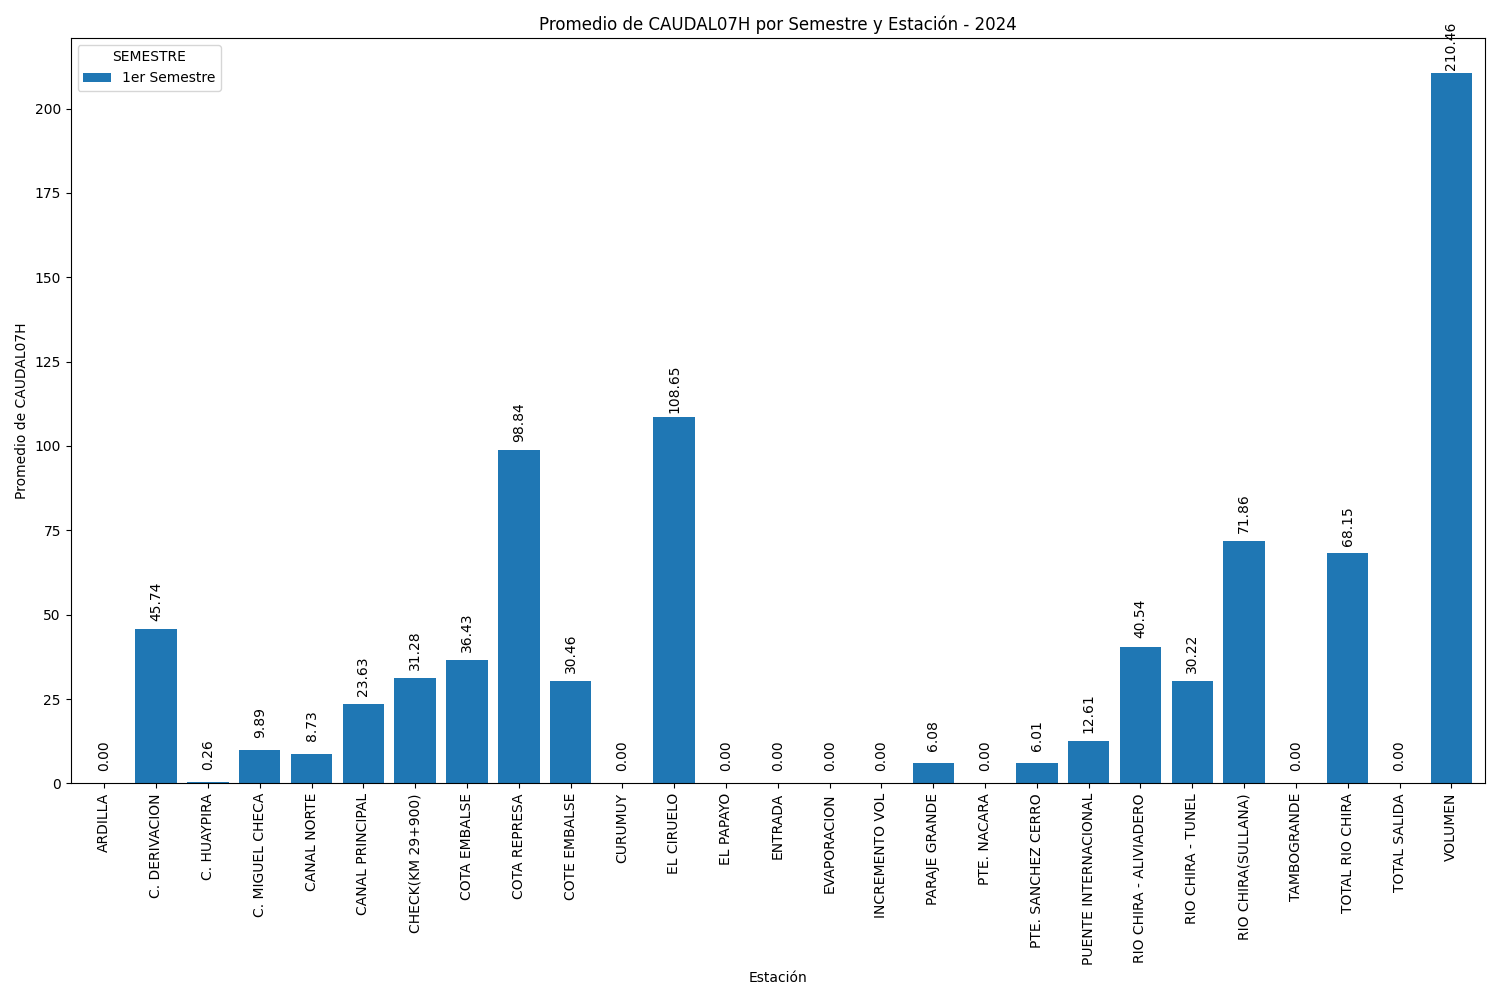 Promedio de CAUDAL07H por Semestre y Estación - 2024
SEMESTRE
1er Semestre
Promedio de CAUDAL07H
200
175
150
125
100
75
50
25
0
0.00
45.74
0.26
9.89
8.73
23.63
31.28
36.43
98.84
30.46
0.00
108.65
0.00
0.00
0.00
0.00
6.08
0.00
6.01
12.61
40.54
30.22
71.86
0.00
68.15
0.00
210.46
ARDILLA
C. DERIVACION
C. HUAYPIRA
C. MIGUEL CHECA
CANAL NORTE
CANAL PRINCIPAL
CHECK(KM 29+900)
COTA EMBALSE
COTA REPRESA
COTE EMBALSE
CURUMUY
EL CIRUELO
EL PAPAYO
ENTRADA
EVAPORACION
INCREMENTO VOL
PARAJE GRANDE
PTE. NACARA
PTE. SANCHEZ CERRO
PUENTE INTERNACIONAL
RIO CHIRA - ALIVIADERO
RIO CHIRA - TUNEL
RIO CHIRA(SULLANA)
TAMBOGRANDE
TOTAL RIO CHIRA
TOTAL SALIDA
VOLUMEN
Estación